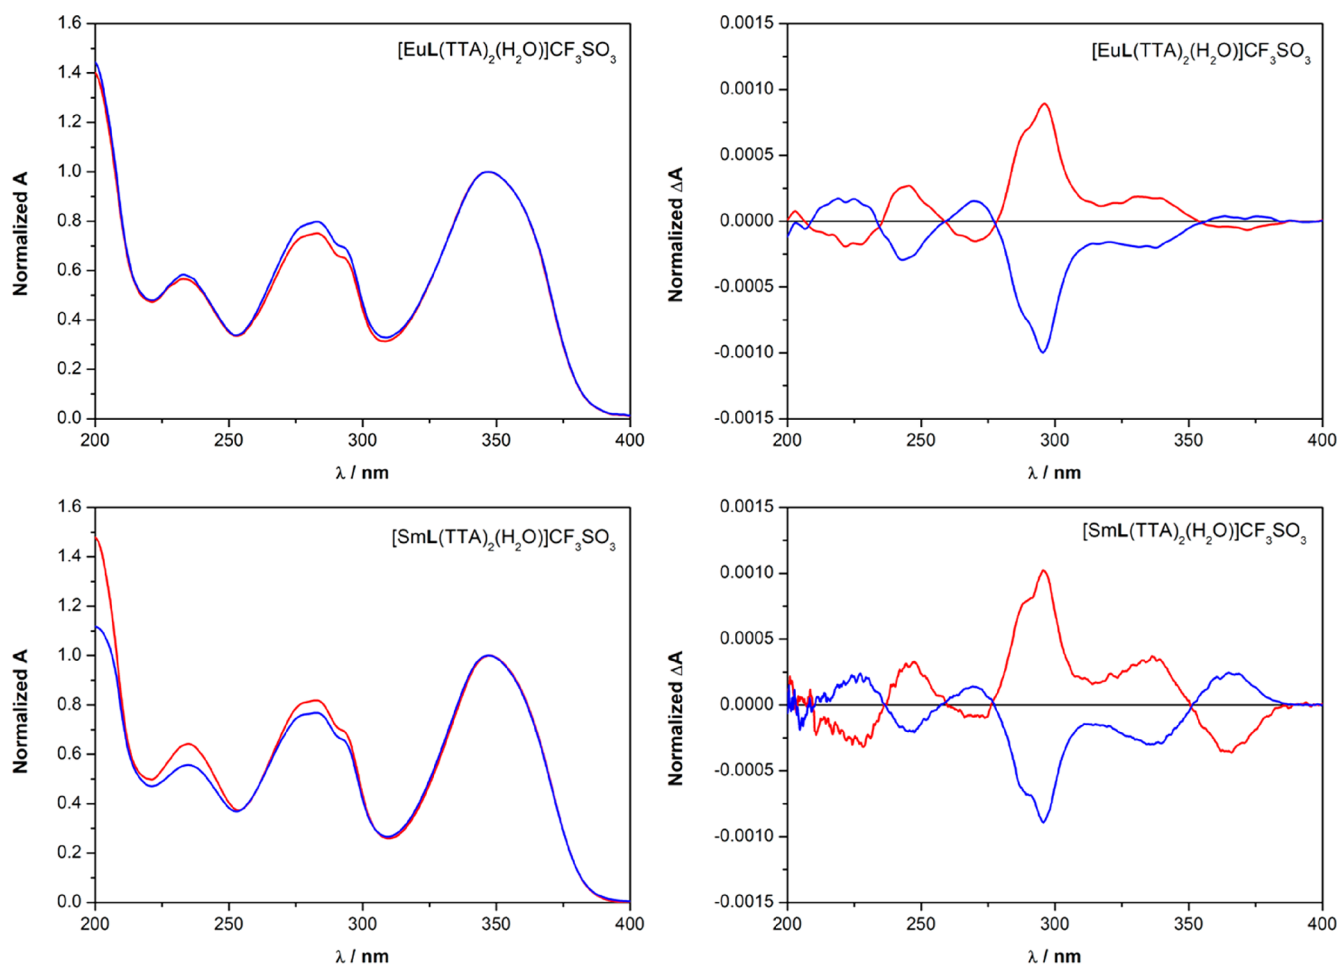 [EuL(TTA)₂(H₂O)]CF₃SO₃
Normalized A
1.6
1.4
1.2
1.0
0.8
0.6
0.4
0.2
0.0
200 250 300 350 400
λ / nm
[EuL(TTA)₂(H₂O)]CF₃SO₃
Normalized ΔA
0.0015
0.0010
0.0005
0.0000
-0.0005
-0.0010
-0.0015
200 250 300 350 400
λ / nm
[SmL(TTA)₂(H₂O)]CF₃SO₃
Normalized A
1.6
1.4
1.2
1.0
0.8
0.6
0.4
0.2
0.0
200 250 300 350 400
λ / nm
[SmL(TTA)₂(H₂O)]CF₃SO₃
Normalized ΔA
0.0015
0.0010
0.0005
0.0000
-0.0005
-0.0010
-0.0015
200 250 300 350 400
λ / nm